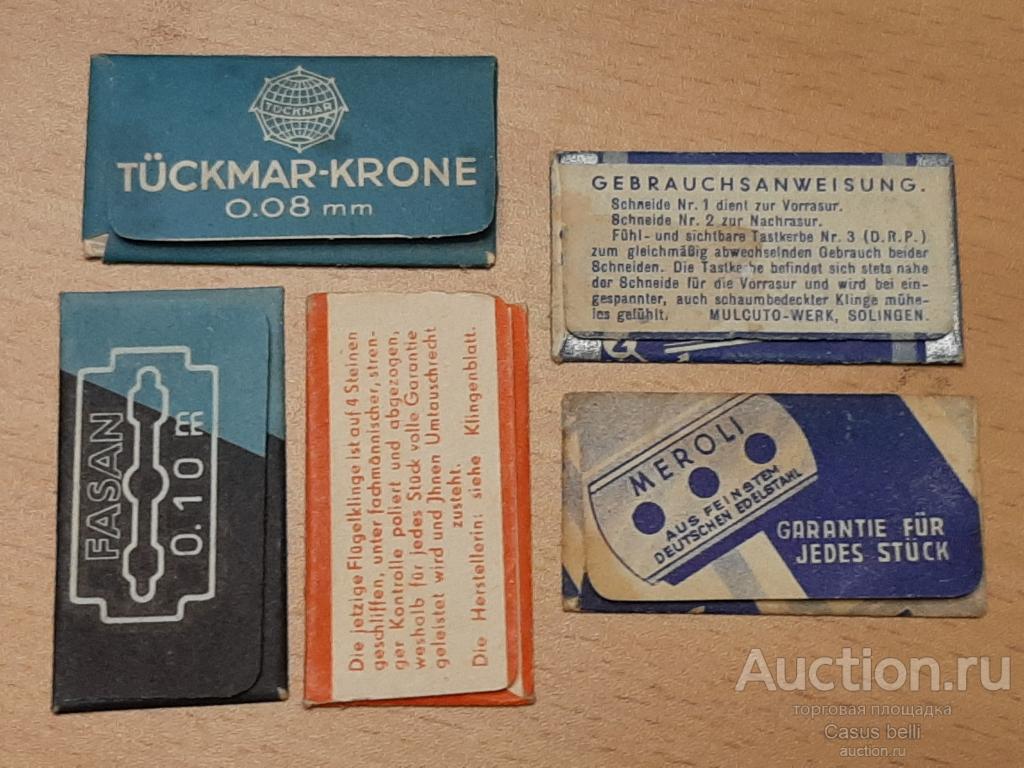 TÜCKMAR
TÜCKMAR-KRONE
0.08 mm
GEBRAUCHSANWEISUNG.
Schneide Nr. 1 dient zur Vorrasur.
Schneide Nr. 2 zur Nachrasur.
Fühl- und sichtbare Tastkerbe Nr. 3 (D.R.P.)
zum gleichmäßig abwechselnden Gebrauch beider
Schneiden. Die Tastkerbe befindet sich stets nahe
der Schneide für die Vorrasur und wird bei ein-
gespannter, auch schaumbedeckter Klinge mühe-
los gefühlt. MULCUTO-WERK, SOLINGEN.
FASAN
0.10
Die jetzige Flügelklinge ist auf 4 Steinen
geschliffen, unter fachmännischer, stren-
ger Kontrolle poliert und abgezogen,
weshalb für jedes Stück volle Garantie
geleistet wird und Jhnen Umtauschrecht
zusteht.
Die Herstellerin: siehe Klingenblatt.
MEROLI
AUS FEINSTEM
DEUTSCHEN EDELSTAHL
GARANTIE FÜR
JEDES STÜCK
Auction.ru
торговая площадка
Casus belli
auction.ru